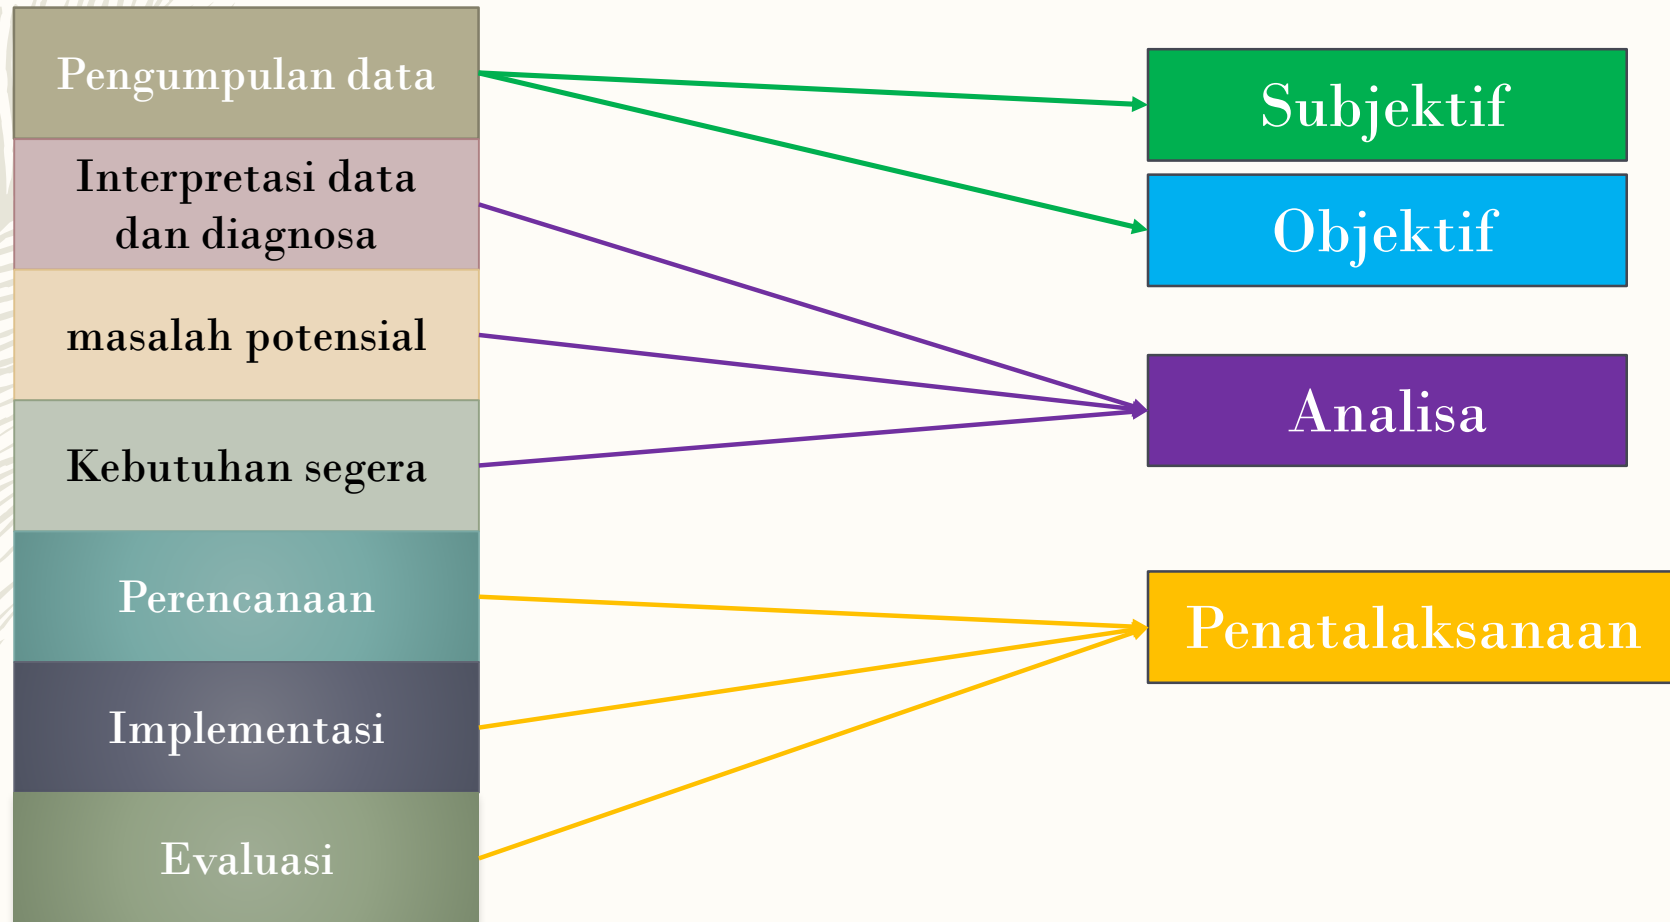 Pengumpulan data
Interpretasi data
dan diagnosa
masalah potensial
Kebutuhan segera
Perencanaan
Implementasi
Evaluasi
Subjektif
Objektif
Analisa
Penatalaksanaan